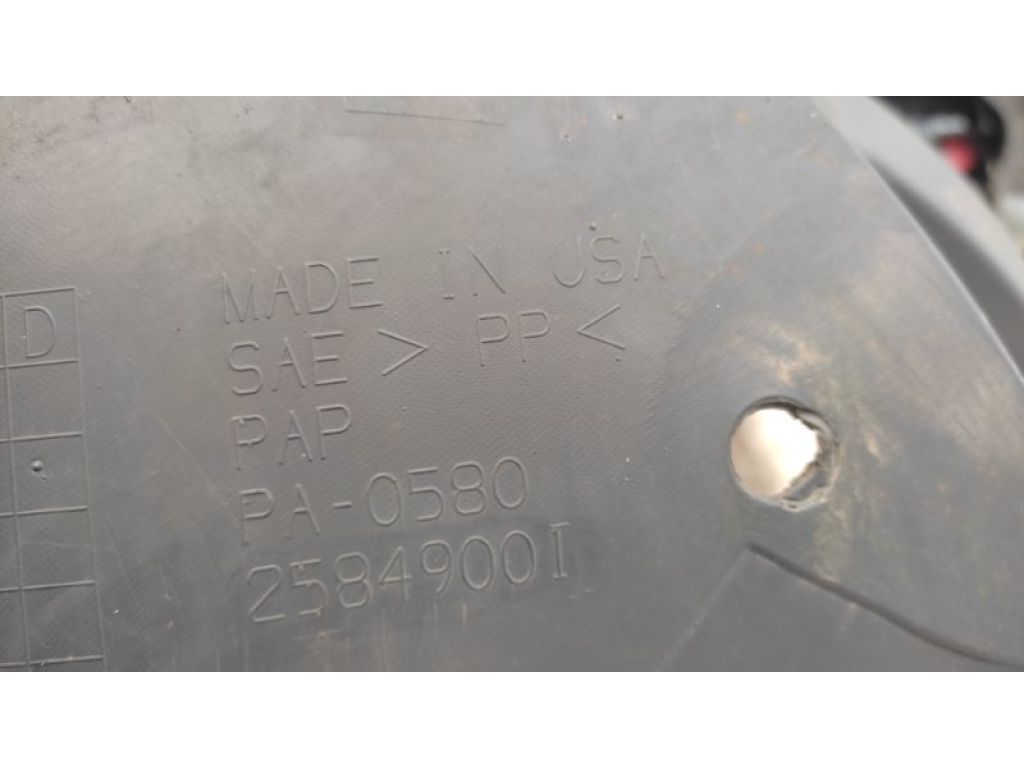 MADE IN USA
D
SAE > PP <
PAP
PA-0580
25849001